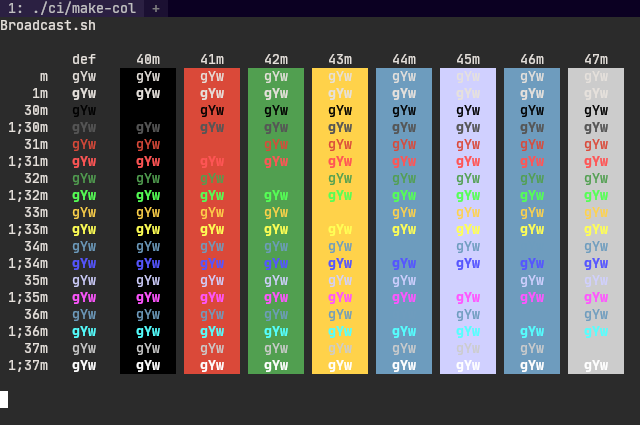 1: ./ci/make-col +
Broadcast.sh
def 40m 41m 42m 43m 44m 45m 46m 47m
m gYw gYw gYw gYw gYw gYw gYw gYw gYw
1m gYw gYw gYw gYw gYw gYw gYw gYw gYw
30m gYw gYw gYw gYw gYw gYw gYw gYw
1;30m gYw gYw gYw gYw gYw gYw gYw gYw gYw
31m gYw gYw gYw gYw gYw gYw gYw gYw
1;31m gYw gYw gYw gYw gYw gYw gYw gYw gYw
32m gYw gYw gYw gYw gYw gYw gYw gYw
1;32m gYw gYw gYw gYw gYw gYw gYw gYw gYw
33m gYw gYw gYw gYw gYw gYw gYw gYw
1;33m gYw gYw gYw gYw gYw gYw gYw gYw gYw
34m gYw gYw gYw gYw gYw gYw gYw
1;34m gYw gYw gYw gYw gYw gYw gYw gYw gYw
35m gYw gYw gYw gYw gYw gYw gYw gYw gYw
1;35m gYw gYw gYw gYw gYw gYw gYw gYw gYw
36m gYw gYw gYw gYw gYw gYw gYw
1;36m gYw gYw gYw gYw gYw gYw gYw gYw gYw
37m gYw gYw gYw gYw gYw gYw gYw gYw
1;37m gYw gYw gYw gYw gYw gYw gYw gYw gYw